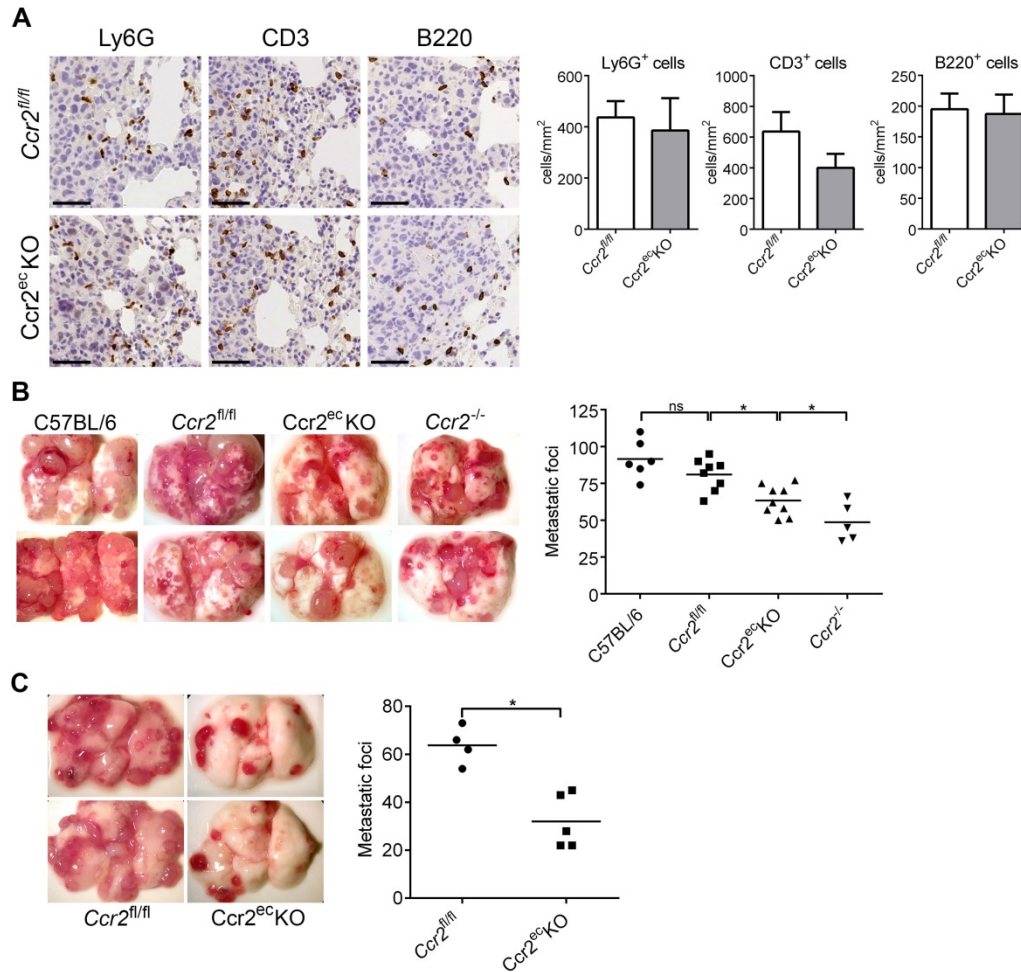 A
Ly6G CD3 B220
Ccr2fl/fl
Ccr2ecKO
Ly6G+ cells
cells/mm2
600
400
200
0
Ccr2fl/fl
Ccr2ecKO
CD3+ cells
cells/mm2
1000
800
600
400
200
0
Ccr2fl/fl
Ccr2ecKO
B220+ cells
cells/mm2
250
200
150
100
50
0
Ccr2fl/fl
Ccr2ecKO
B
C57BL/6 Ccr2fl/fl Ccr2ecKO Ccr2-/-
Metastatic foci
125
100
75
50
25
0
ns * *
C57BL/6
Ccr2fl/fl
Ccr2ecKO
Ccr2-/-
C
Ccr2fl/fl Ccr2ecKO
Metastatic foci
80
60
40
20
0
*
Ccr2fl/fl
Ccr2ecKO